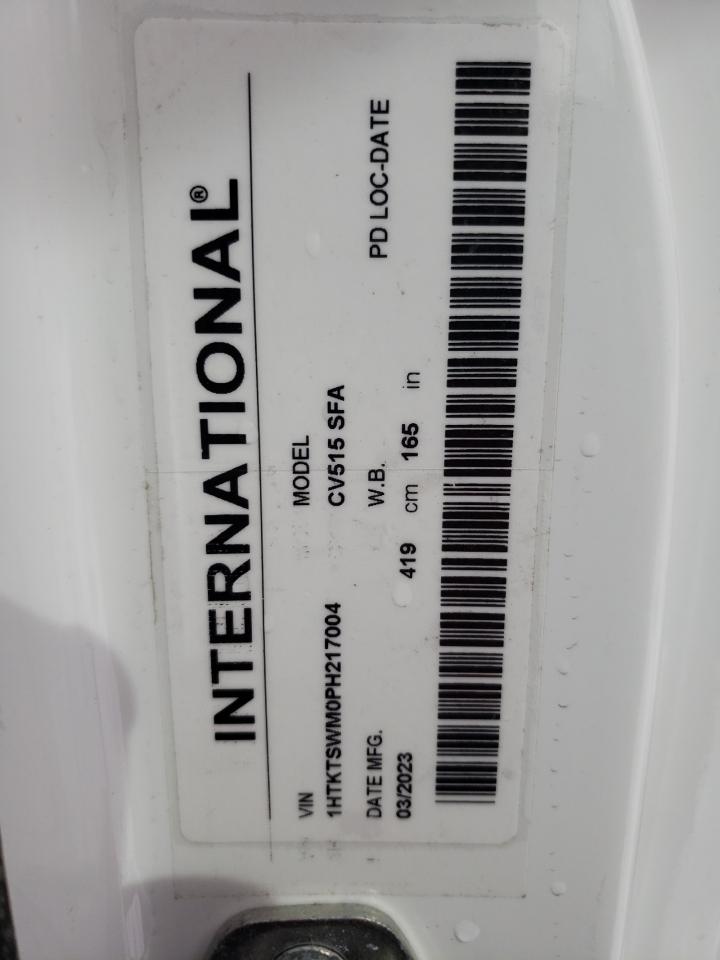 INTERNATIONAL®
VIN MODEL
1HTKTSWM0PH217004 CV515 SFA
DATE MFG. W.B. PD LOC-DATE
03/2023 419 cm 165 in